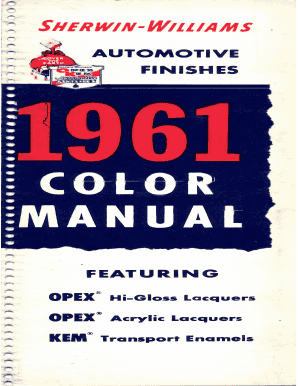 SHERWIN-WILLIAMS
AUTOMOTIVE
FINISHES
1961
COLOR
MANUAL
FEATURING
OPEX® Hi-Gloss Lacquers
OPEX® Acrylic Lacquers
KEM® Transport Enamels